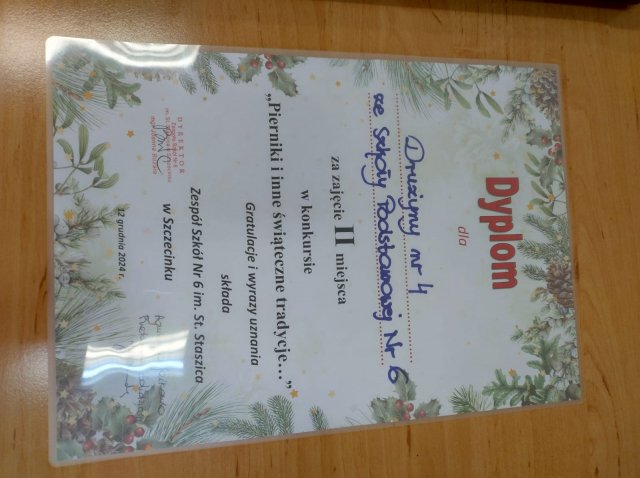 Dyplom
dla
Drużyny nr 4
ze Szkoły Podstawowej Nr 6
za zajęcie II miejsca
w konkursie
„Pierniki i inne świąteczne tradycje…”
Gratulacje i wyrazy uznania
składa
Zespół Szkół Nr 6 im. St. Staszica
w Szczecinku
DYREKTOR
12 grudnia 2024 r.